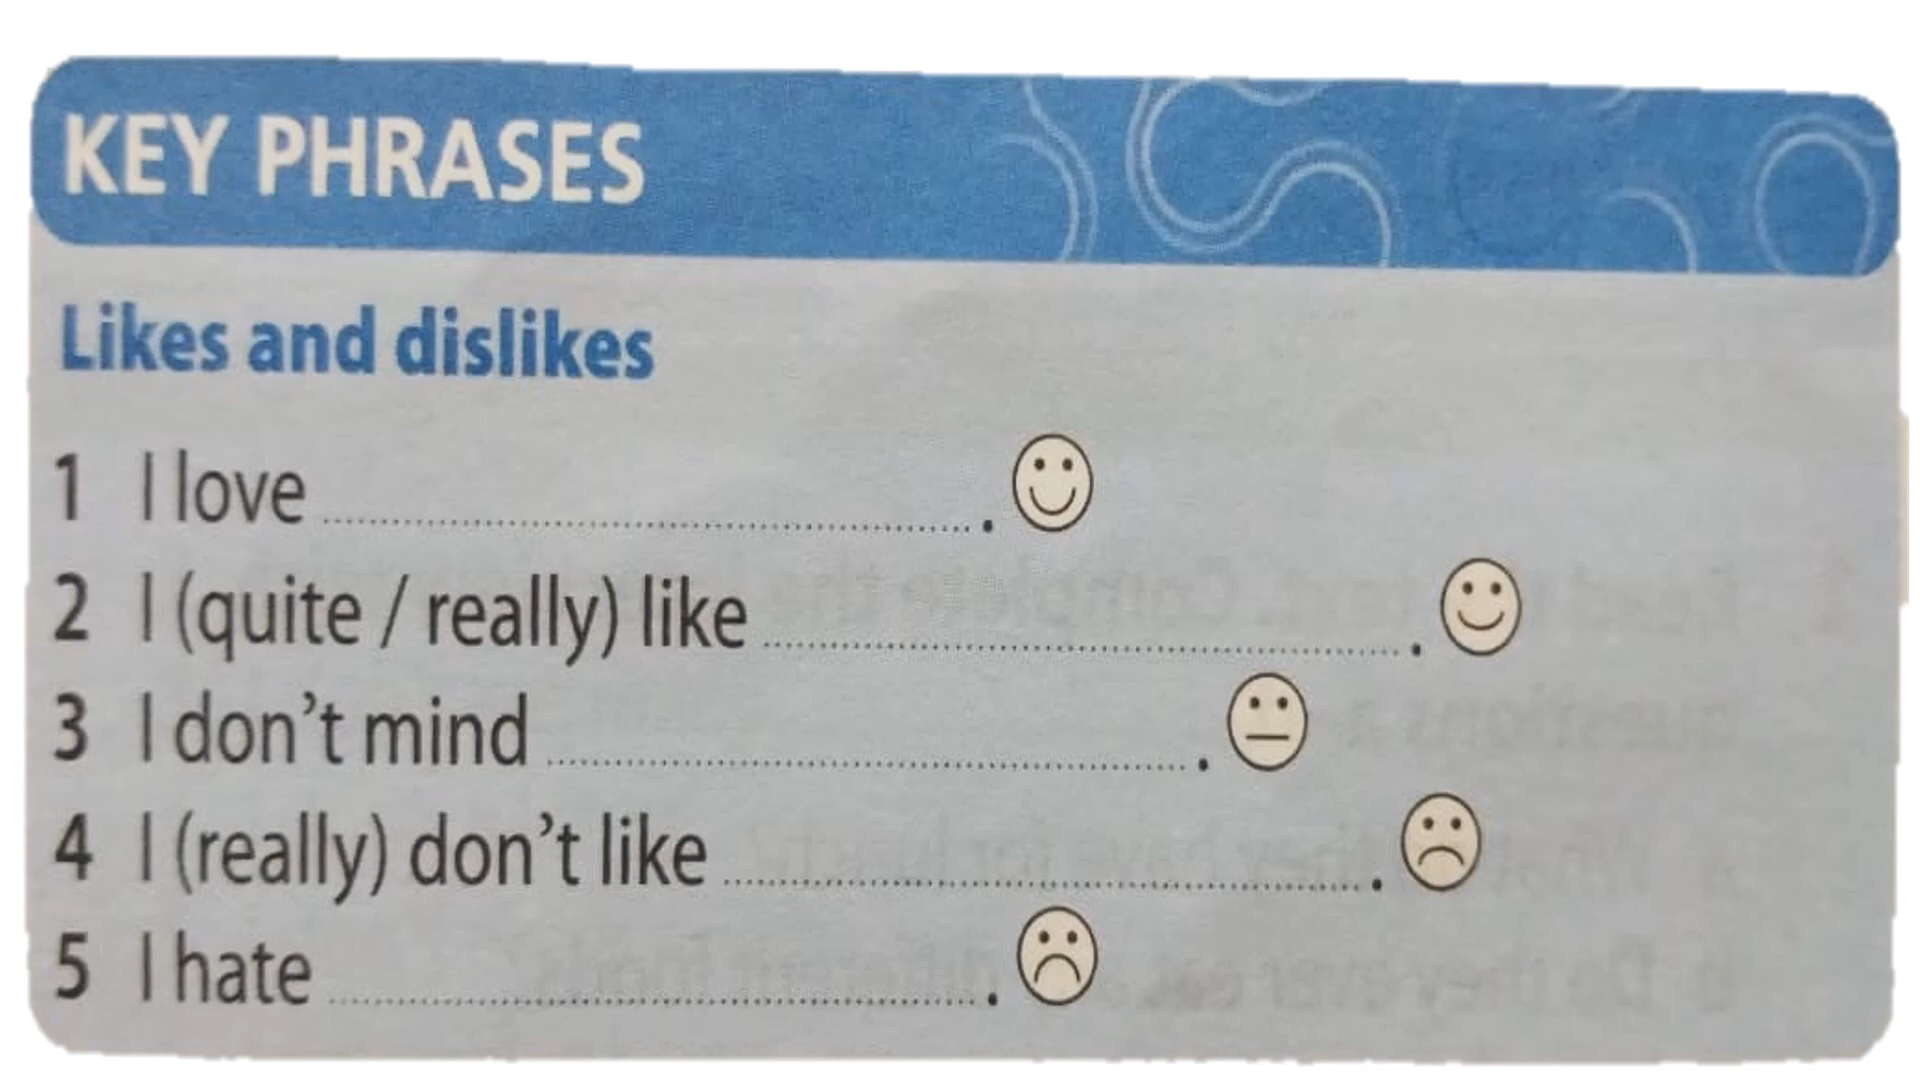 KEY PHRASES
Likes and dislikes
1 I love ........................................ .
2 I (quite / really) like ........................................ .
3 I don't mind ........................................ .
4 I (really) don't like ........................................ .
5 I hate ........................................ .